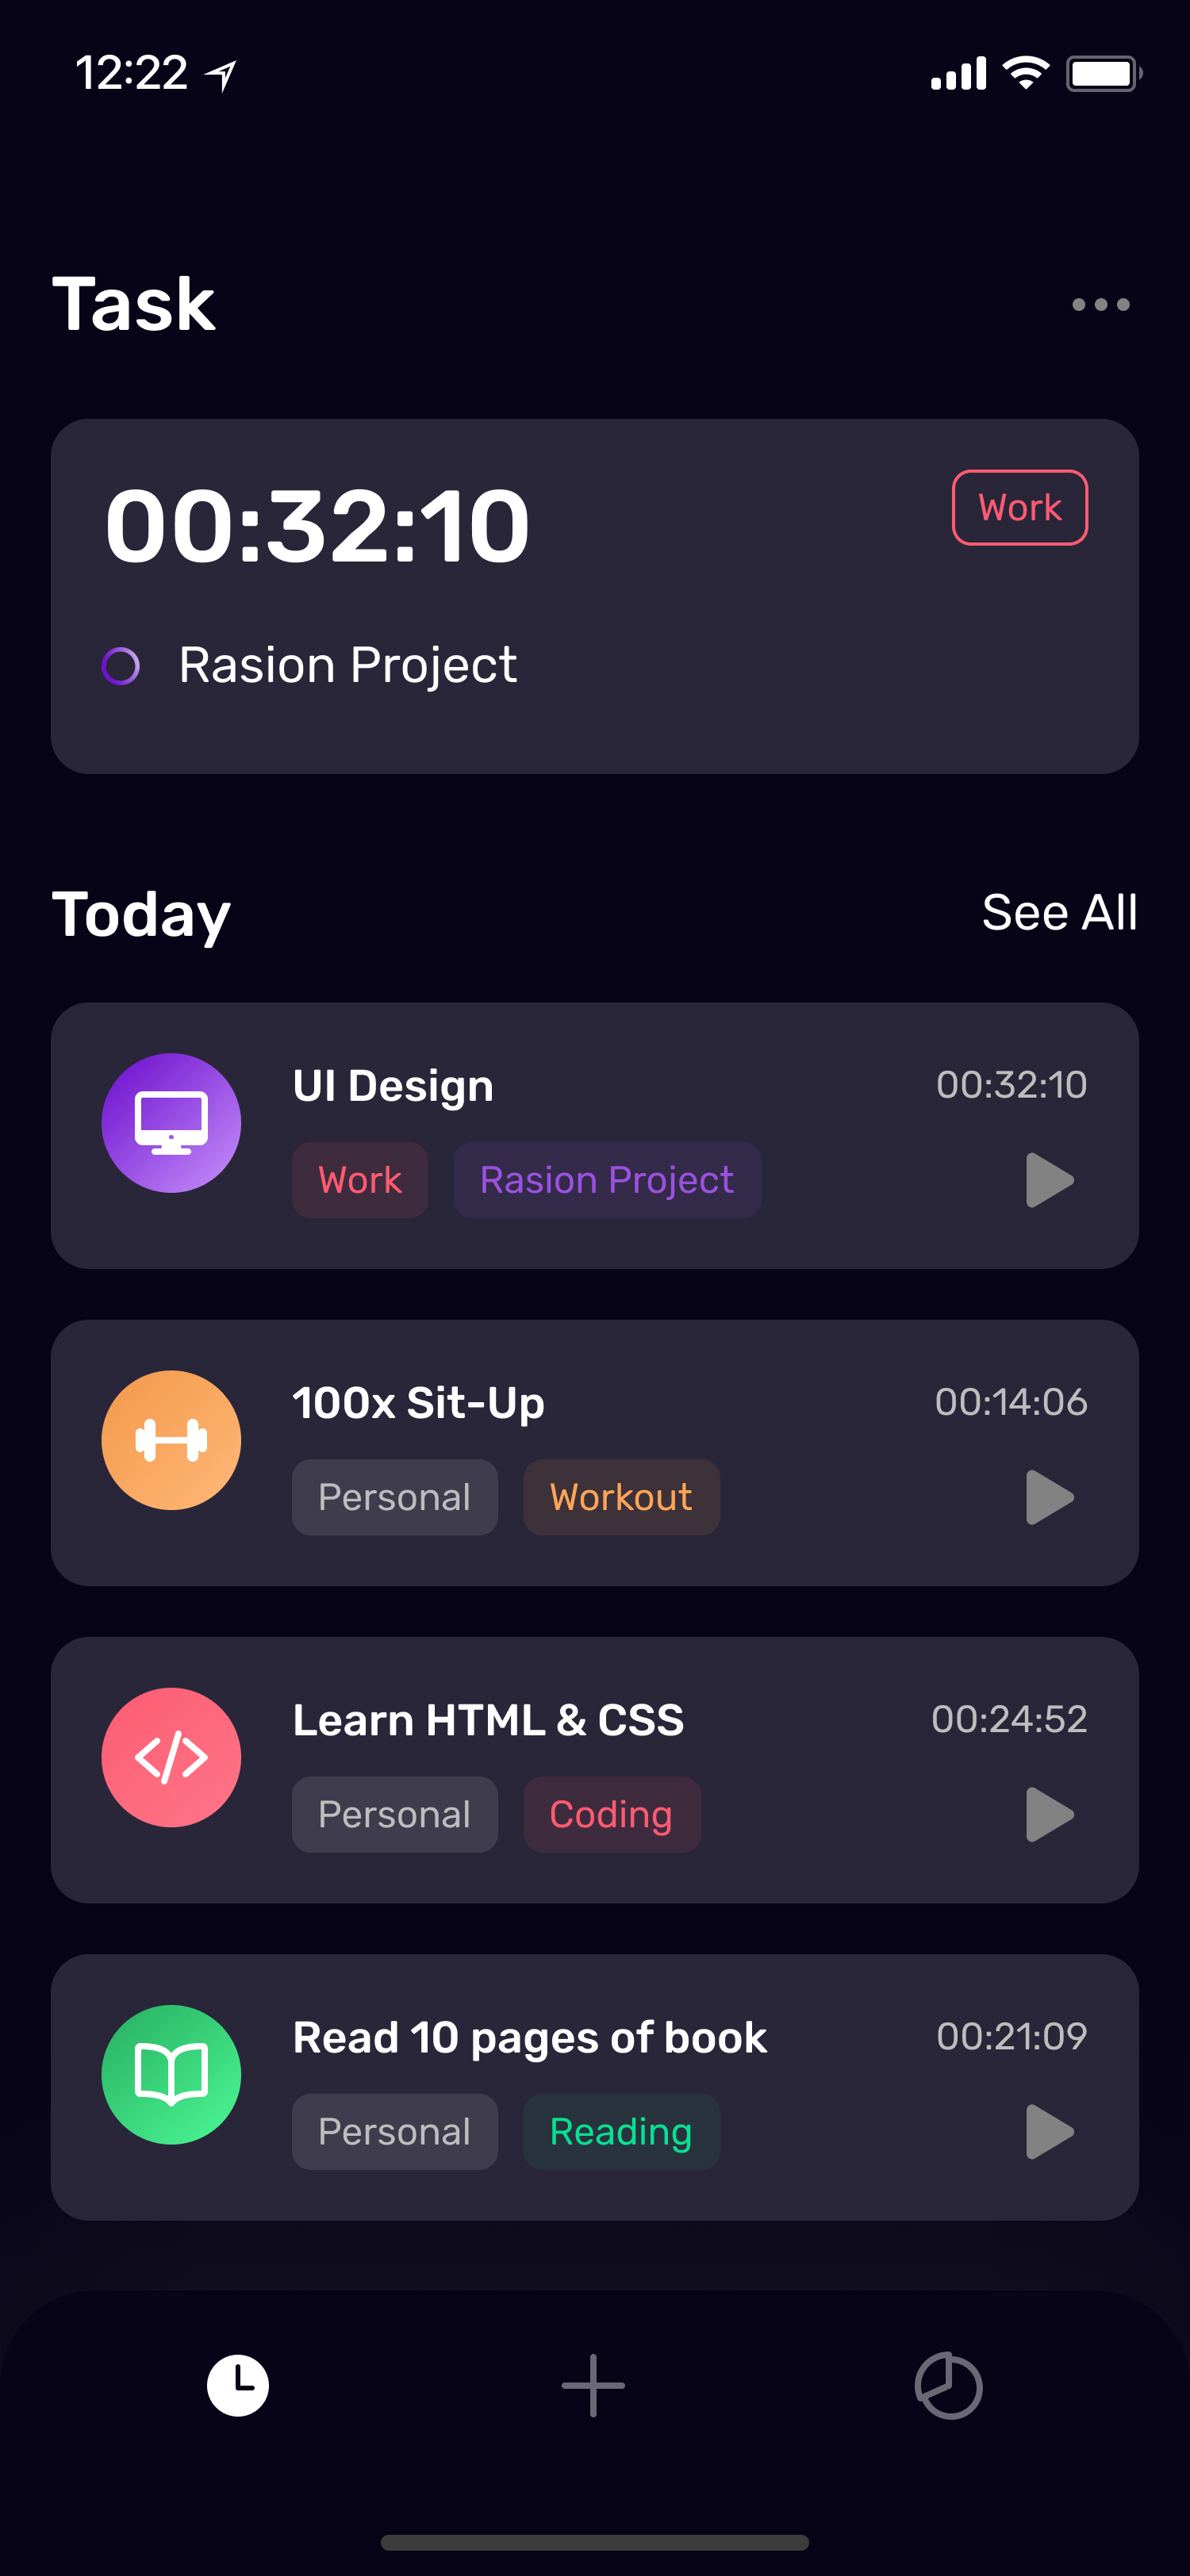 12:22
Task
00:32:10
Work
Rasion Project
Today
See All
UI Design
00:32:10
Work
Rasion Project
100x Sit-Up
00:14:06
Personal
Workout
Learn HTML & CSS
00:24:52
Personal
Coding
Read 10 pages of book
00:21:09
Personal
Reading